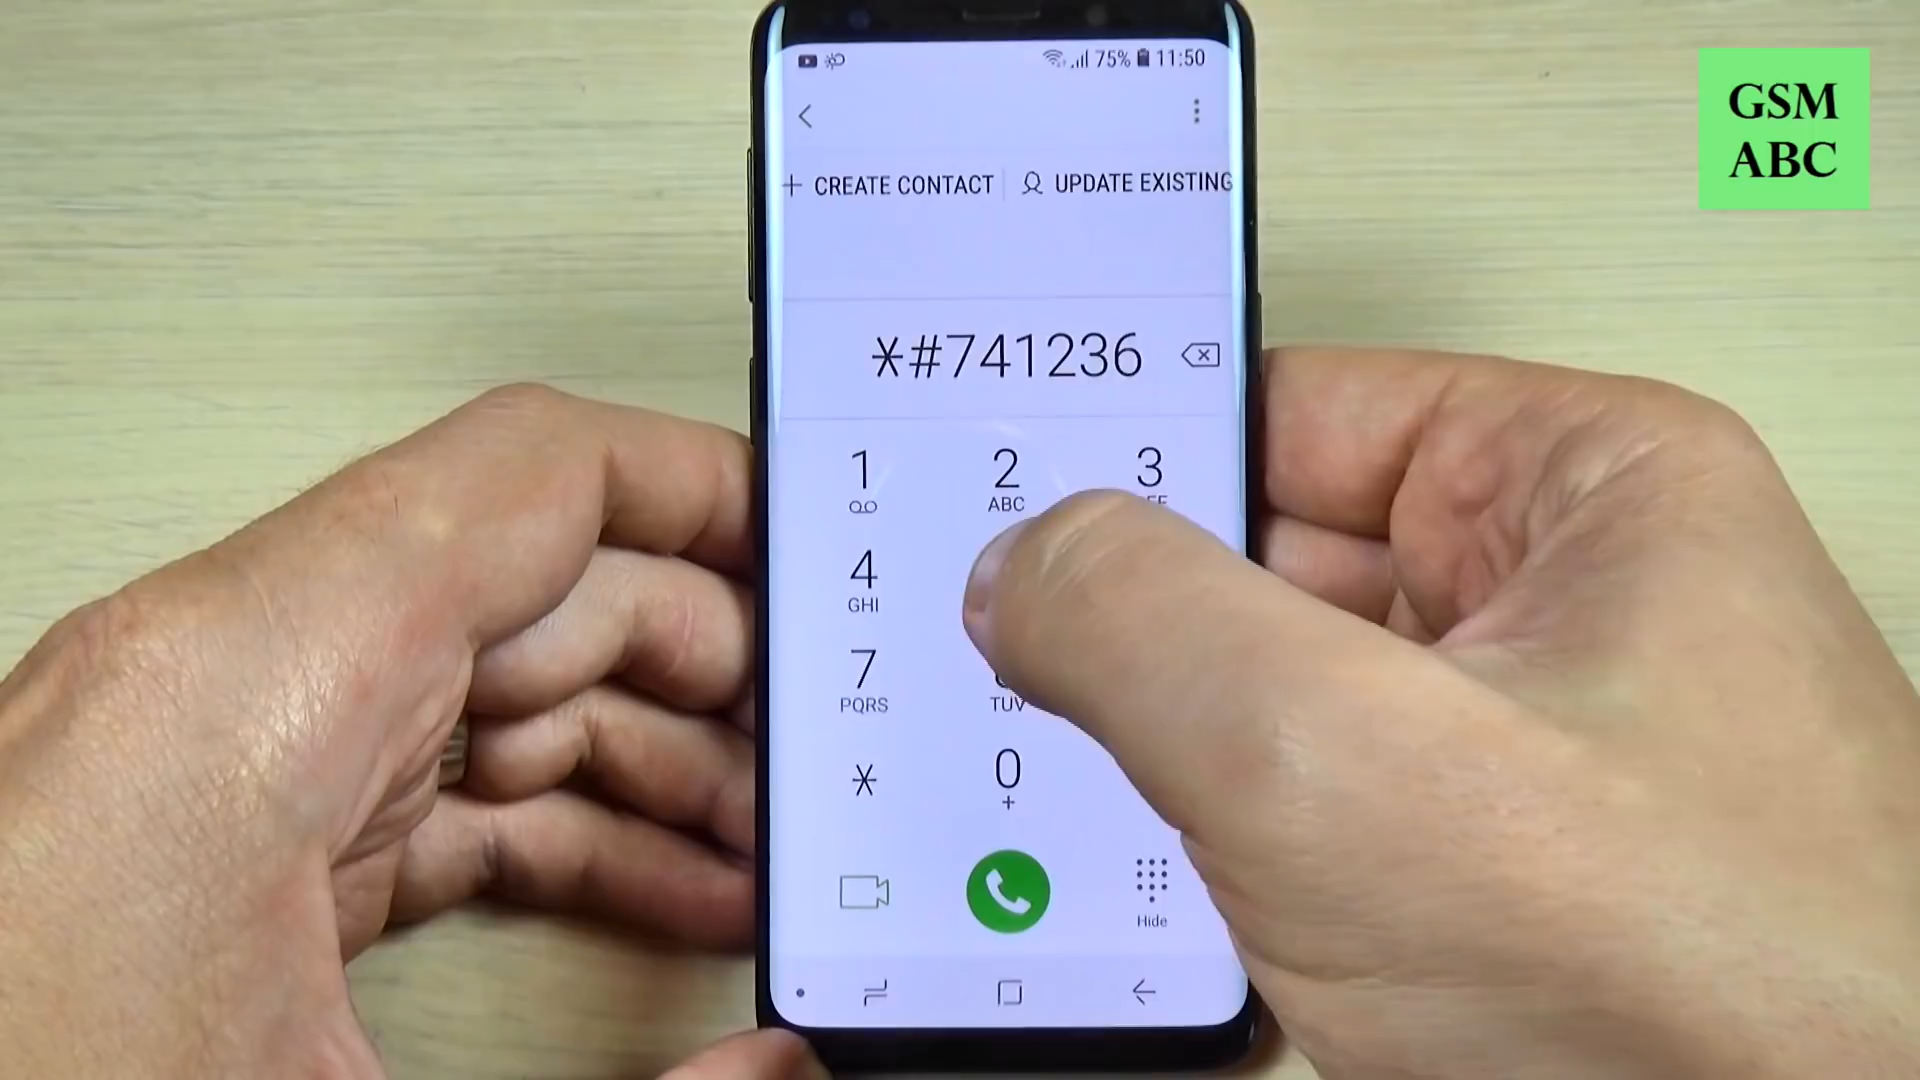 75% 11:50
GSM
ABC
+ CREATE CONTACT UPDATE EXISTING
*#741236
1 2 3
ABC
4
GHI
7
PQRS TUV
* 0
+
Hide